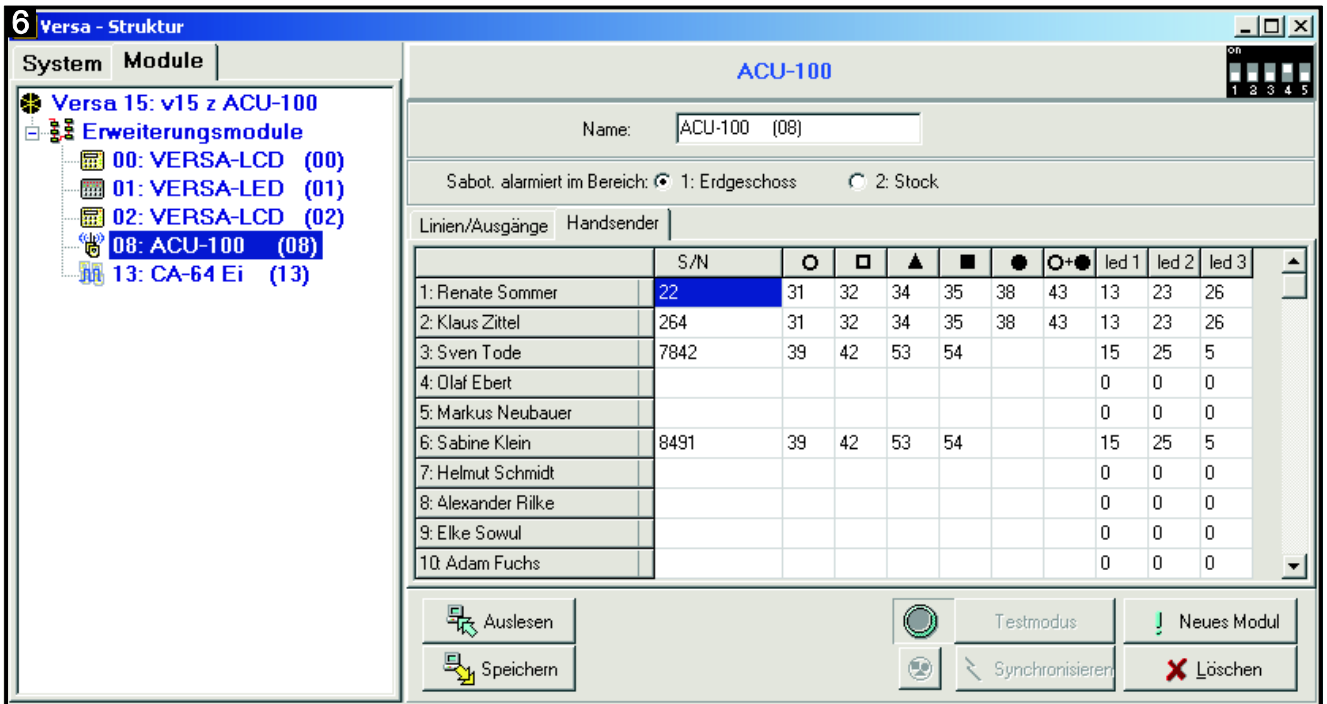 6 Versa - Struktur
System Module
Versa 15: v15 z ACU-100
Erweiterungsmodule
00: VERSA-LCD (00)
01: VERSA-LED (01)
02: VERSA-LCD (02)
08: ACU-100 (08)
13: CA-64 Ei (13)
ACU-100
on
1 2 3 4 5
Name: ACU-100 (08)
Sabot. alarmiert im Bereich: 1: Erdgeschoss 2: Stock
Linien/Ausgänge Handsender
S/N led 1 led 2 led 3
1: Renate Sommer 22 31 32 34 35 38 43 13 23 26
2: Klaus Zittel 264 31 32 34 35 38 43 13 23 26
3: Sven Tode 7842 39 42 53 54 15 25 5
4: Olaf Ebert 0 0 0
5: Markus Neubauer 0 0 0
6: Sabine Klein 8491 39 42 53 54 15 25 5
7: Helmut Schmidt 0 0 0
8: Alexander Rilke 0 0 0
9: Elke Sowul 0 0 0
10: Adam Fuchs 0 0 0
Auslesen Testmodus Neues Modul
Speichern Synchronisieren Löschen